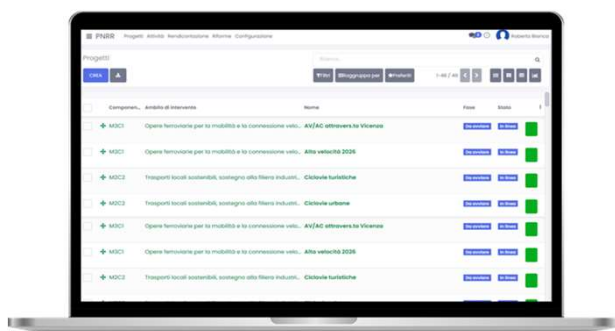 PNRR Progetti Attività Rendicontazione Riforme Configurazione Roberto Bianco
Progetti Ricerca...
CREA Filtri Raggruppa per Preferiti 1-46 / 46
Componen... Ambito di intervento Nome Fase Stato
M3C1 Opere ferroviarie per la mobilità e la connessione velo... AV/AC attravers.to Vicenza Da avviare In linea
M3C1 Opere ferroviarie per la mobilità e la connessione velo... Alta velocità 2026 Da avviare In linea
M2C2 Trasporti locali sostenibili, sostegno alla filiera industri... Ciclovie turistiche Da avviare In linea
M2C2 Trasporti locali sostenibili, sostegno alla filiera industri... Ciclovie urbane Da avviare In linea
M3C1 Opere ferroviarie per la mobilità e la connessione velo... AV/AC attravers.to Vicenza Da avviare In linea
M3C1 Opere ferroviarie per la mobilità e la connessione velo... Alta velocità 2026 Da avviare In linea
M2C2 Trasporti locali sostenibili, sostegno alla filiera industri... Ciclovie turistiche Da avviare In linea